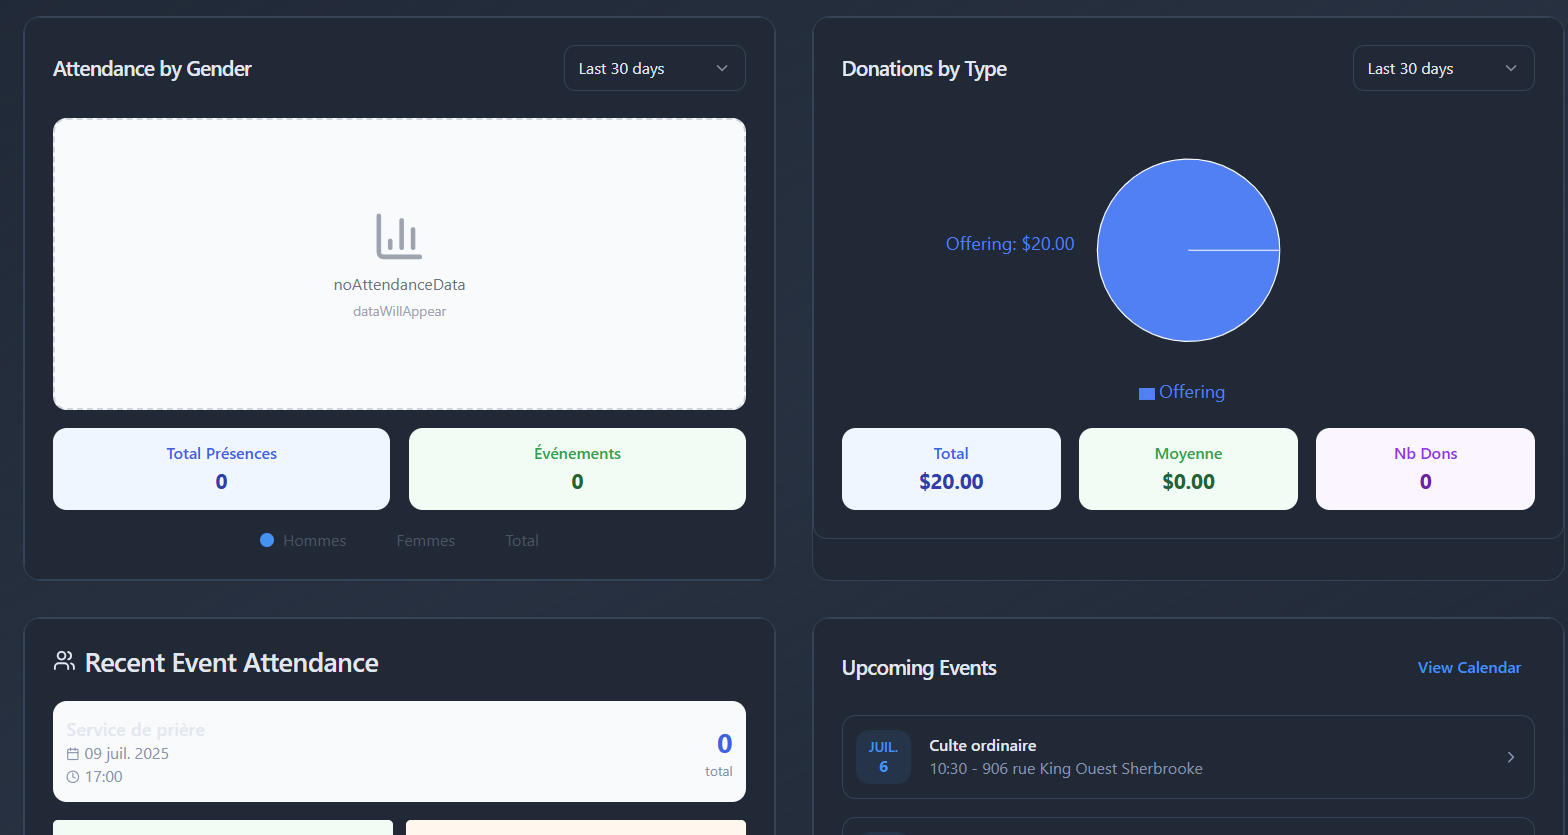 Attendance by Gender
Last 30 days
noAttendanceData
dataWillAppear
Total Présences
0
Événements
0
Hommes
Femmes
Total
Donations by Type
Last 30 days
Offering: $20.00
Offering
Total
$20.00
Moyenne
$0.00
Nb Dons
0
Recent Event Attendance
Service de prière
09 juil. 2025
17:00
0
total
Upcoming Events
View Calendar
JUIL.
6
Culte ordinaire
10:30 - 906 rue King Ouest Sherbrooke